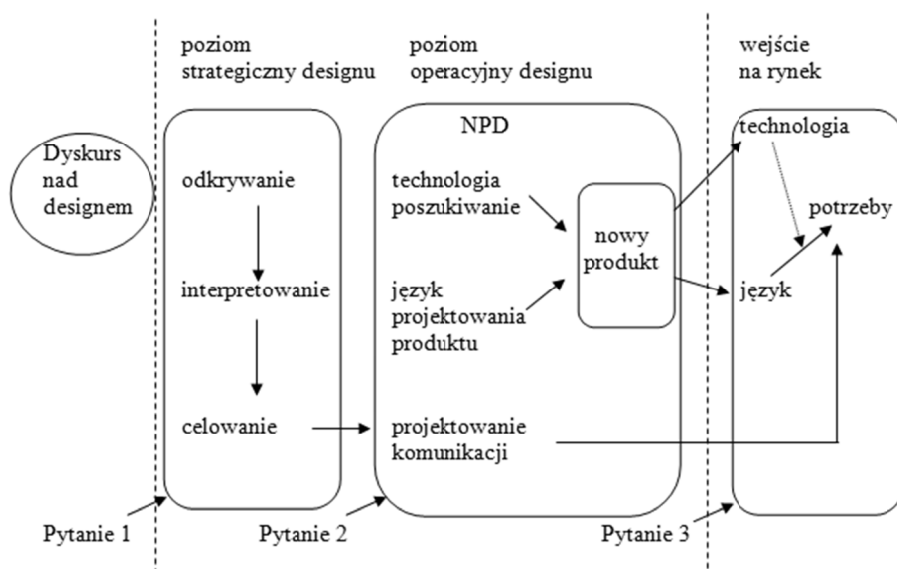 poziom
strategiczny designu
poziom
operacyjny designu
wejście
na rynek
Dyskurs
nad
designem
odkrywanie
interpretowanie
celowanie
NPD
technologia
poszukiwanie
język
projektowania
produktu
projektowanie
komunikacji
nowy
produkt
technologia
potrzeby
język
Pytanie 1
Pytanie 2
Pytanie 3